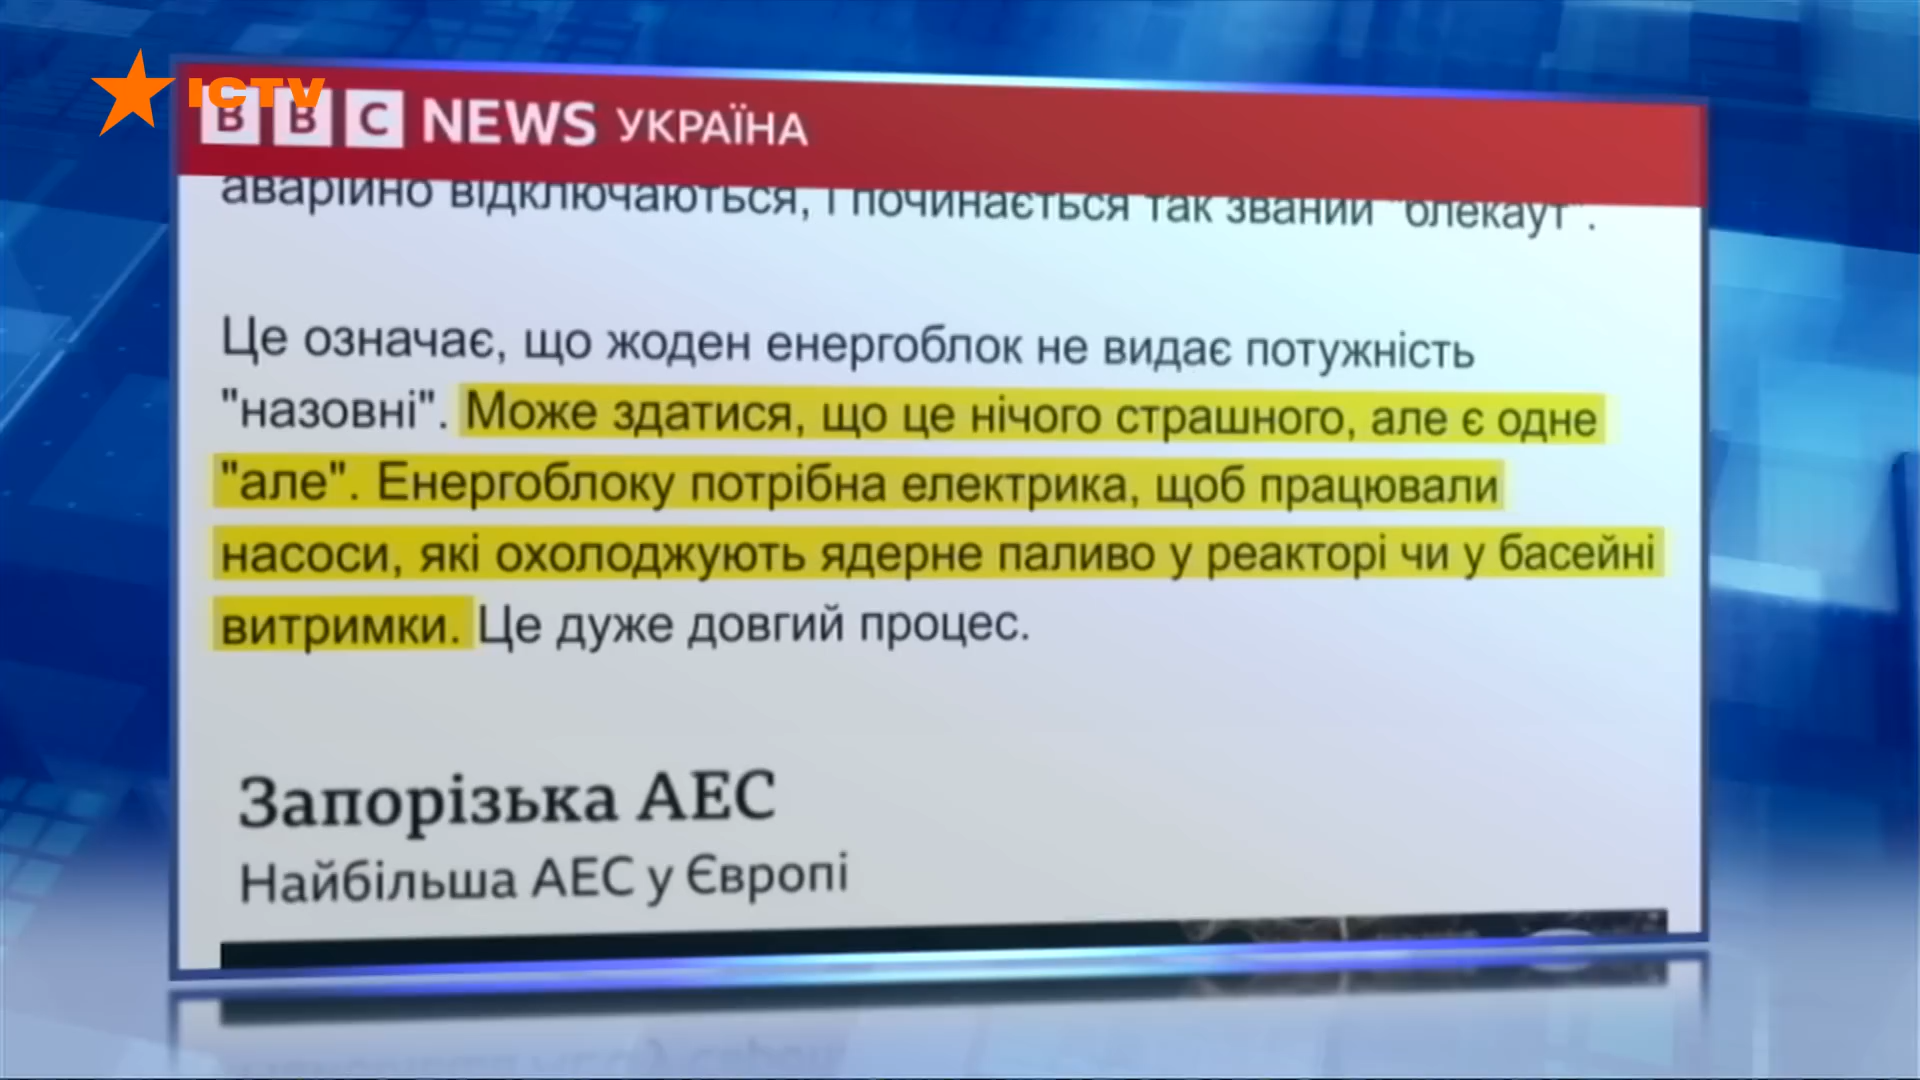 ICTV
BBC NEWS УКРАЇНА
аварійно відключаються, і починається так званий "блекаут".
Це означає, що жоден енергоблок не видає потужність
"назовні". Може здатися, що це нічого страшного, але є одне
"але". Енергоблоку потрібна електрика, щоб працювали
насоси, які охолоджують ядерне паливо у реакторі чи у басейні
витримки. Це дуже довгий процес.
Запорізька АЕС
Найбільша АЕС у Європі